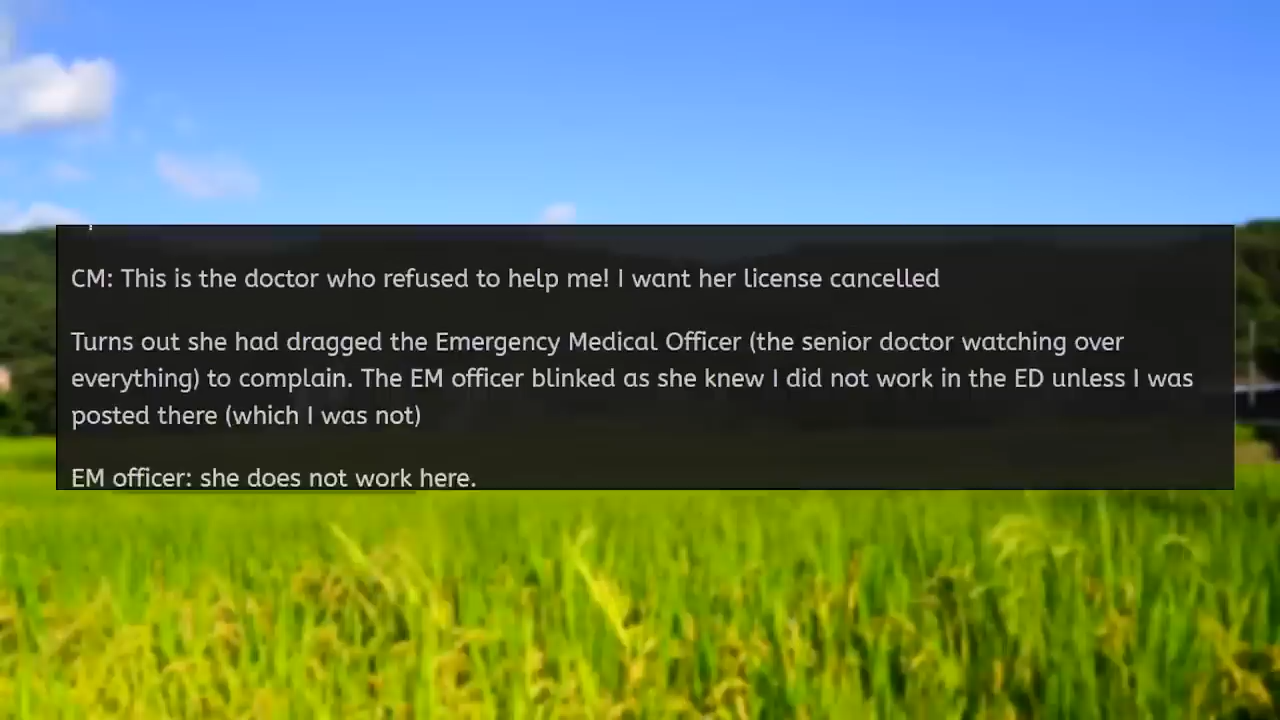 CM: This is the doctor who refused to help me! I want her license cancelled
Turns out she had dragged the Emergency Medical Officer (the senior doctor watching over
everything) to complain. The EM officer blinked as she knew I did not work in the ED unless I was
posted there (which I was not)
EM officer: she does not work here.